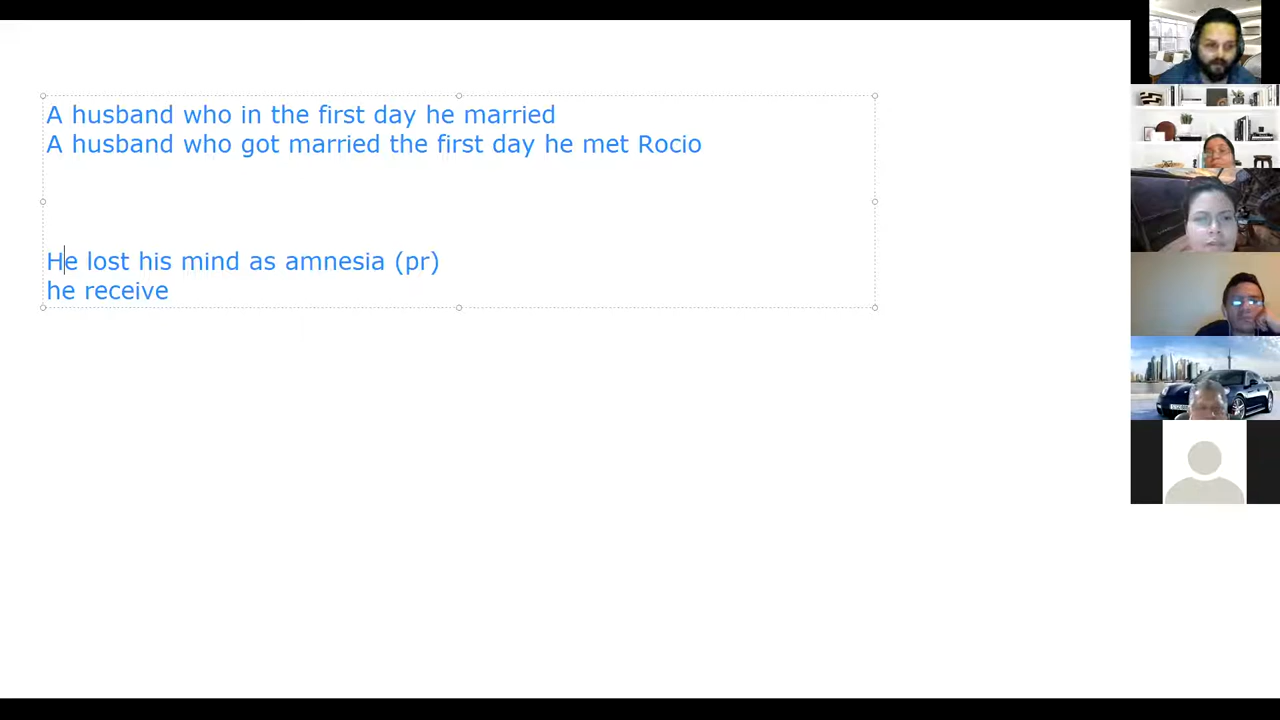 A husband who in the first day he married
A husband who got married the first day he met Rocio
He lost his mind as amnesia (pr)
he receive